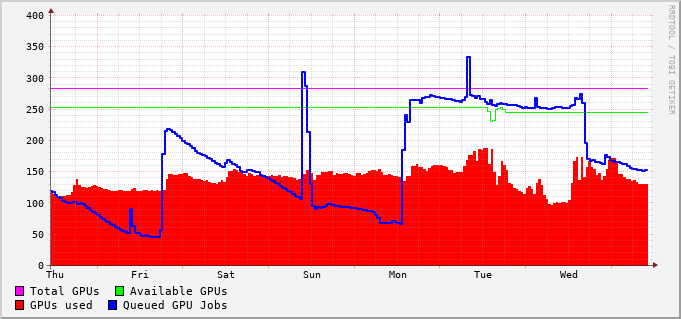 RRDTOOL / TOBI OETIKER
400
350
300
250
200
150
100
50
0
Thu Fri Sat Sun Mon Tue Wed
Total GPUs Available GPUs
GPUs used Queued GPU Jobs